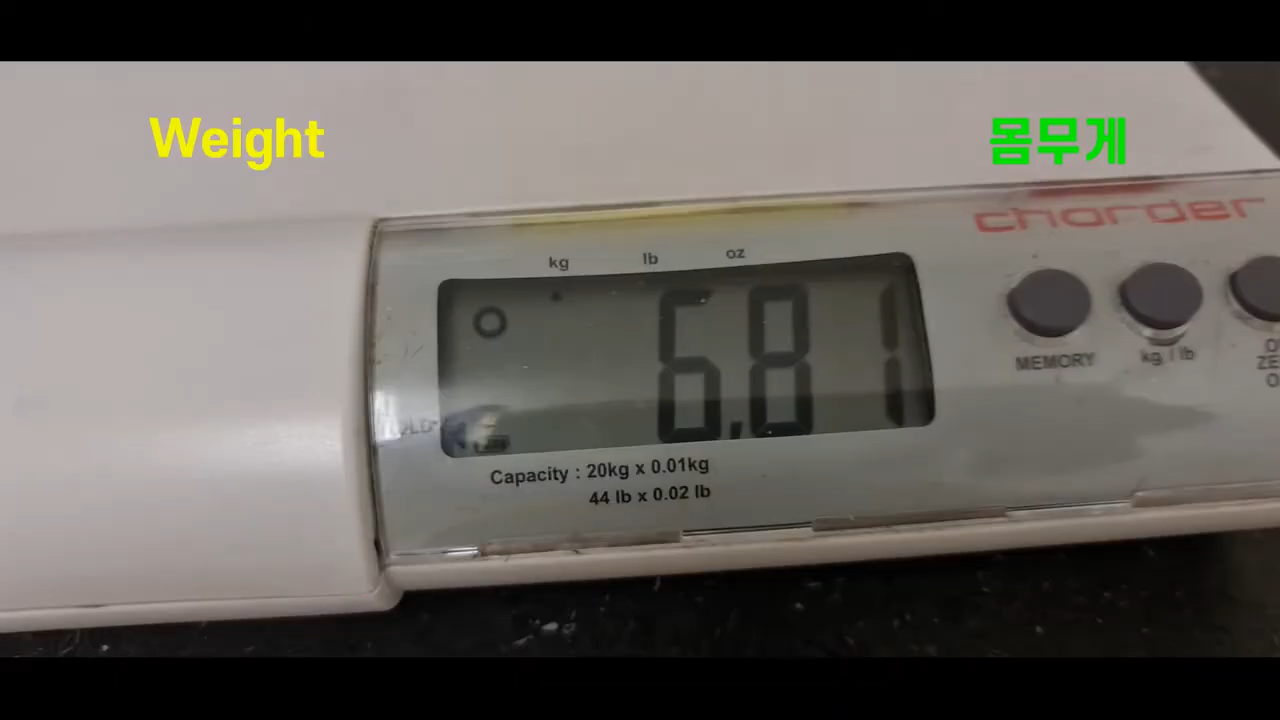 Weight
몸무게
charder
kg lb oz
6.81
MEMORY
kg / lb
Capacity : 20kg x 0.01kg
44 lb x 0.02 lb